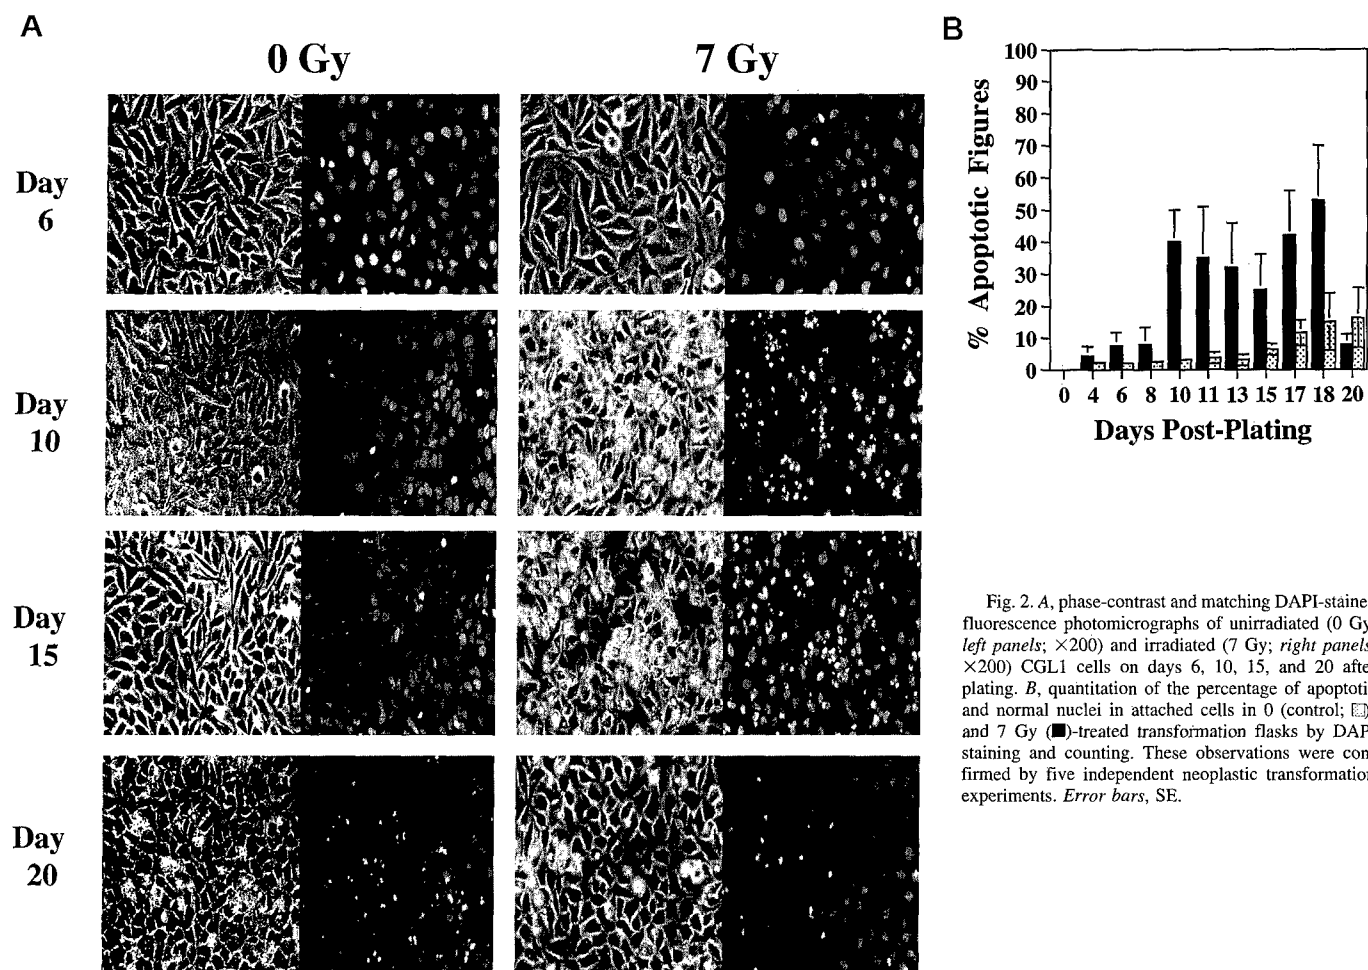 A
0 Gy
7 Gy
Day
6
Day
10
Day
15
Day
20
B
% Apoptotic Figures
100
90
80
70
60
50
40
30
20
10
0
0 4 6 8 10 11 13 15 17 18 20
Days Post-Plating
Fig. 2. A, phase-contrast and matching DAPI-staine
fluorescence photomicrographs of unirradiated (0 Gy
left panels; ×200) and irradiated (7 Gy; right panels
×200) CGL1 cells on days 6, 10, 15, and 20 afte
plating. B, quantitation of the percentage of apoptoti
and normal nuclei in attached cells in 0 (control; ▒)
and 7 Gy (■)-treated transformation flasks by DAP
staining and counting. These observations were con
firmed by five independent neoplastic transformation
experiments. Error bars, SE.